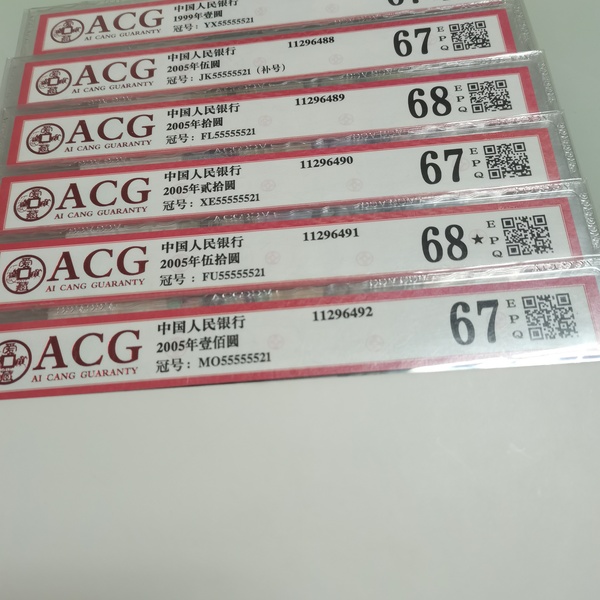 ACG
AI CANG GUARANTY
中国人民银行
1999年壹圆
冠号: YX55555521
67
ACG
AI CANG GUARANTY
中国人民银行
2005年伍圆
冠号: JK55555521 (补号)
11296488
67
E
P
Q
ACG
AI CANG GUARANTY
中国人民银行
2005年拾圆
冠号: FL55555521
11296489
68
E
P
Q
ACG
AI CANG GUARANTY
中国人民银行
2005年贰拾圆
冠号: XE55555521
11296490
67
E
P
Q
ACG
AI CANG GUARANTY
中国人民银行
2005年伍拾圆
冠号: FU55555521
11296491
68★
E
P
Q
ACG
AI CANG GUARANTY
中国人民银行
2005年壹佰圆
冠号: MO55555521
11296492
67
E
P
Q